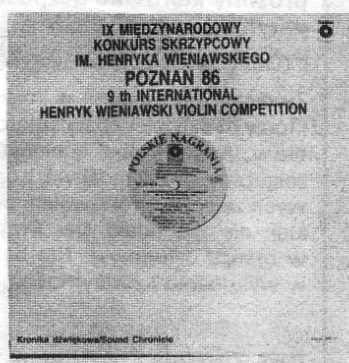 IX MIĘDZYNARODOWY
KONKURS SKRZYPCOWY
IM. HENRYKA WIENIAWSKIEGO
POZNAŃ 86
9 th INTERNATIONAL
HENRYK WIENIAWSKI VIOLIN COMPETITION
POLSKIE NAGRANIA
Kronika dźwiękowa/Sound Chronicle